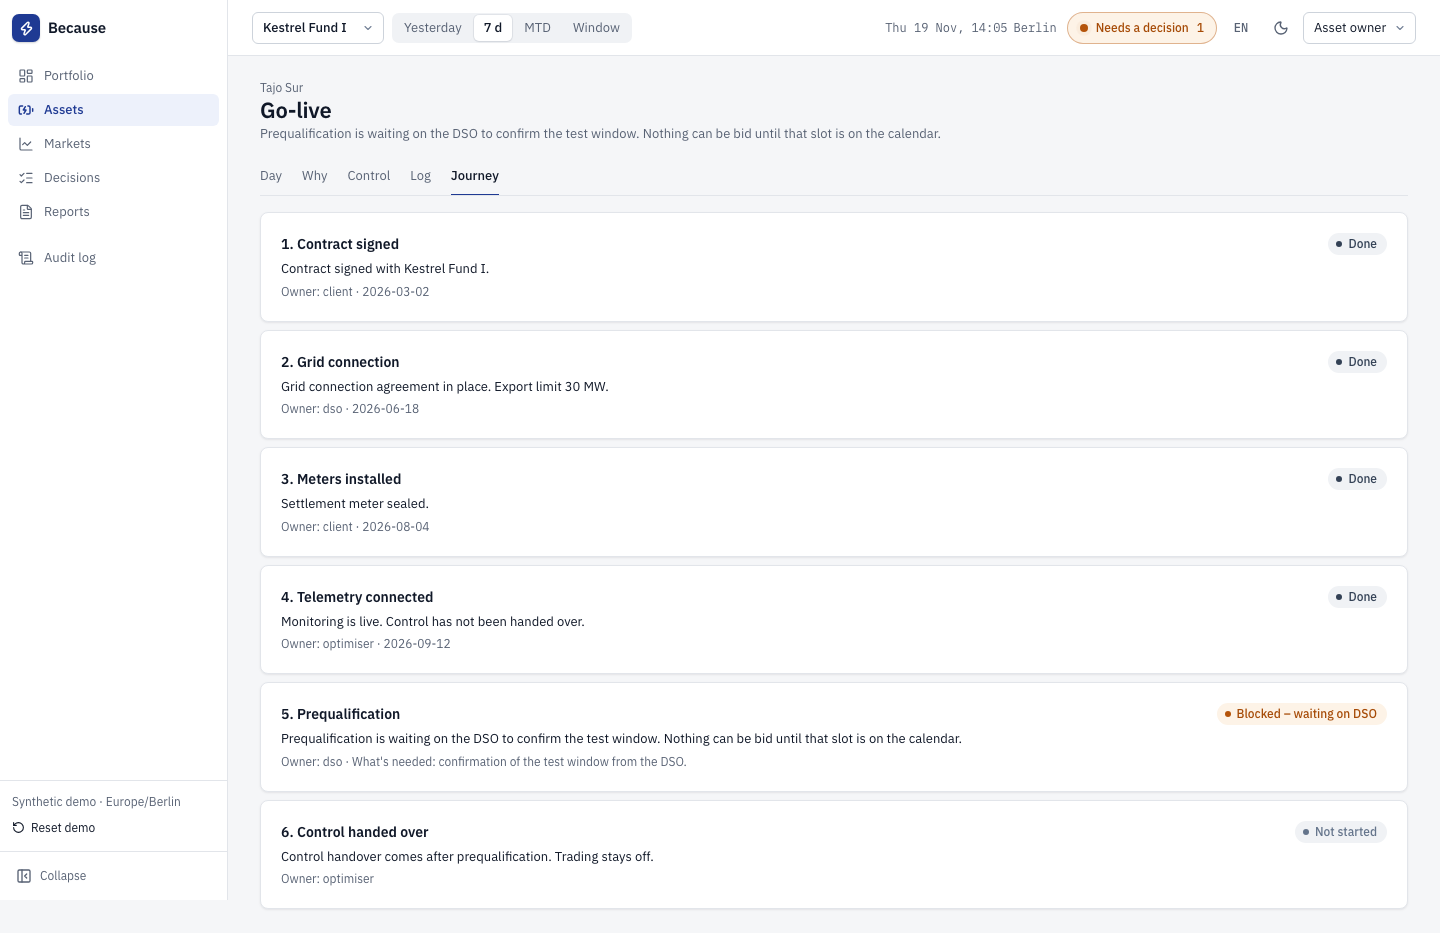 Because
Portfolio
Assets
Markets
Decisions
Reports
Audit log
Synthetic demo · Europe/Berlin
Reset demo
Collapse
Kestrel Fund I
Yesterday
7 d
MTD
Window
Thu 19 Nov, 14:05 Berlin
Needs a decision 1
EN
Asset owner
Tajo Sur
Go-live
Prequalification is waiting on the DSO to confirm the test window. Nothing can be bid until that slot is on the calendar.
Day
Why
Control
Log
Journey
1. Contract signed
Done
Contract signed with Kestrel Fund I.
Owner: client · 2026-03-02
2. Grid connection
Done
Grid connection agreement in place. Export limit 30 MW.
Owner: dso · 2026-06-18
3. Meters installed
Done
Settlement meter sealed.
Owner: client · 2026-08-04
4. Telemetry connected
Done
Monitoring is live. Control has not been handed over.
Owner: optimiser · 2026-09-12
5. Prequalification
Blocked – waiting on DSO
Prequalification is waiting on the DSO to confirm the test window. Nothing can be bid until that slot is on the calendar.
Owner: dso · What's needed: confirmation of the test window from the DSO.
6. Control handed over
Not started
Control handover comes after prequalification. Trading stays off.
Owner: optimiser